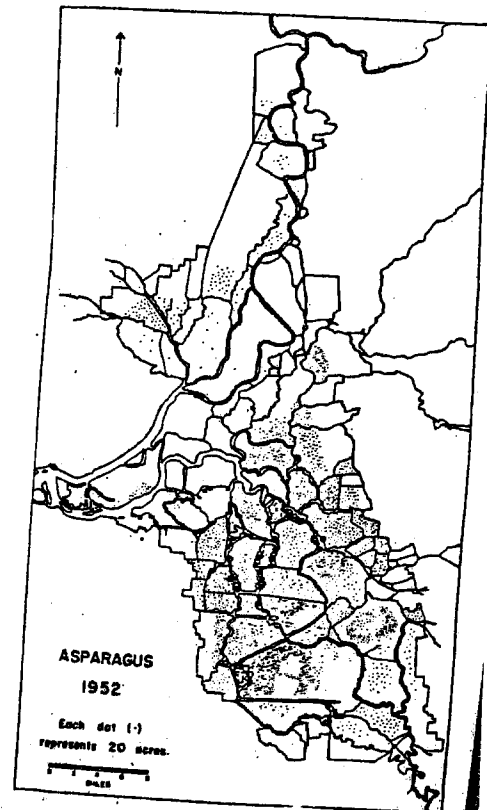 N
ASPARAGUS
1952
Each dot (·)
represents 20 acres.
MILES